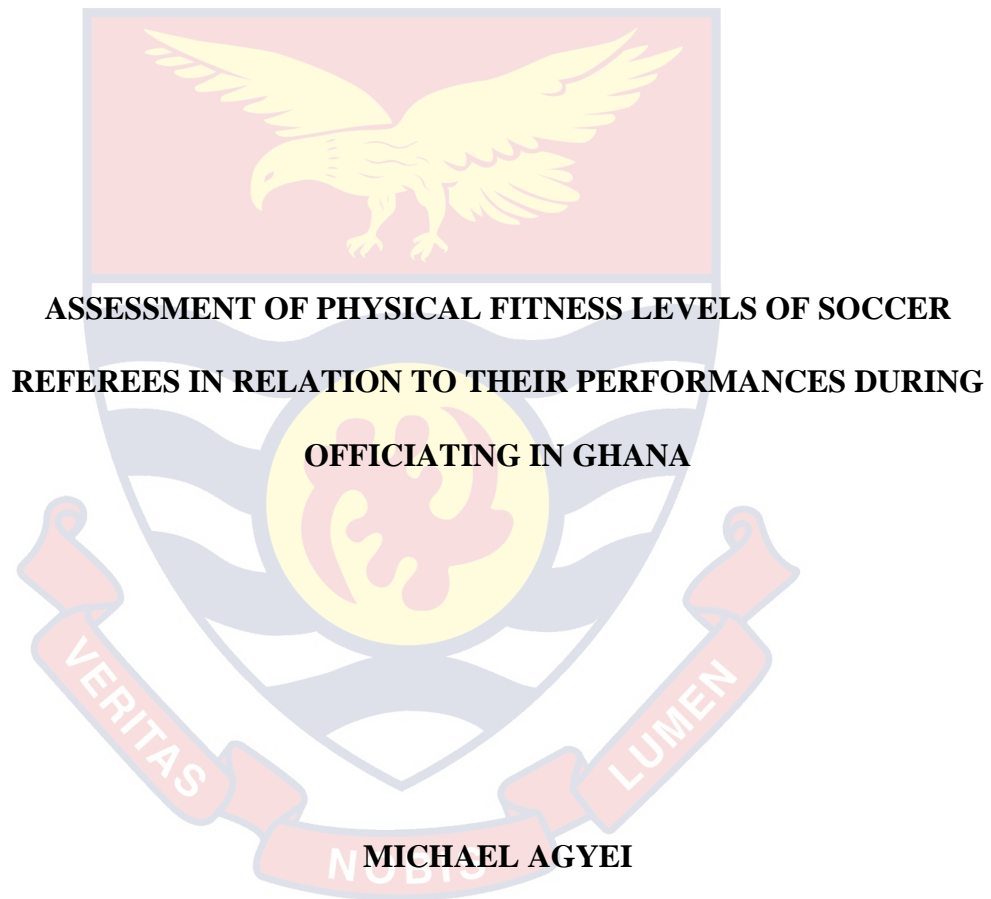 ASSESSMENT OF PHYSICAL FITNESS LEVELS OF SOCCER
REFEREES IN RELATION TO THEIR PERFORMANCES DURING
OFFICIATING IN GHANA
VERITAS
LUMEN
NOBIS
MICHAEL AGYEI